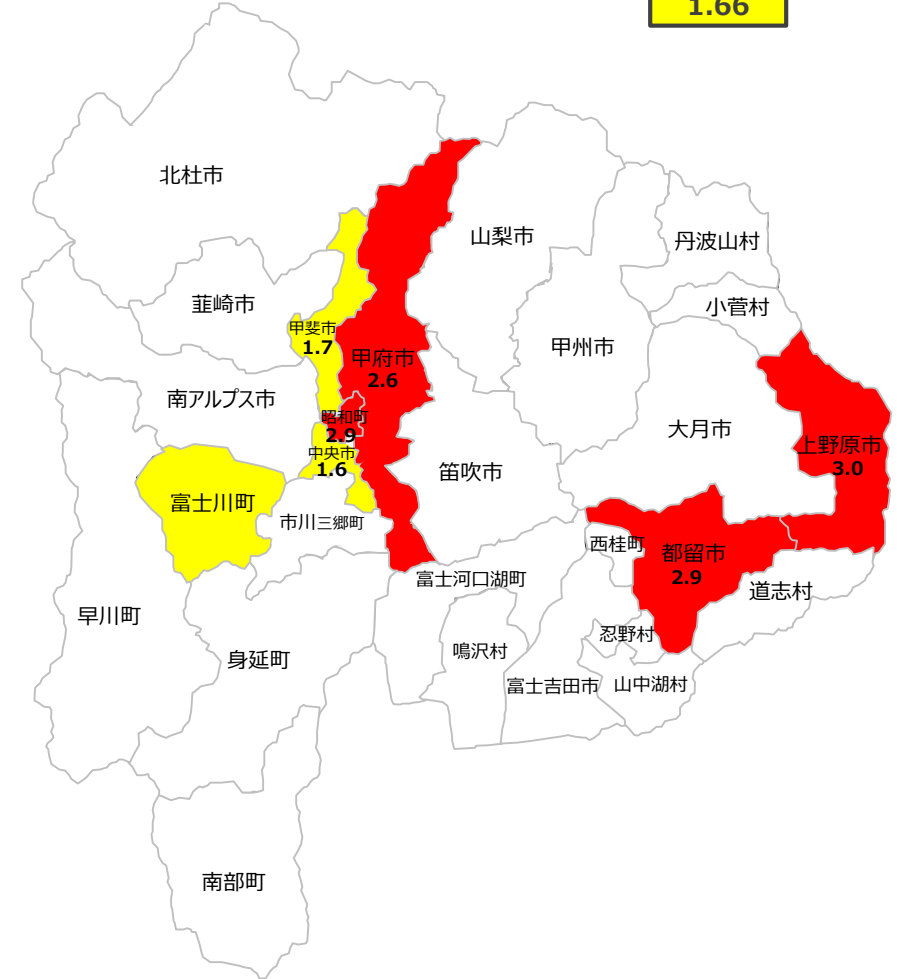 1.66
北杜市
山梨市
丹波山村
韮崎市
小菅村
甲斐市
1.7
甲府市
2.6
甲州市
南アルプス市
昭和町
2.9
大月市
上野原市
3.0
中央市
1.6
笛吹市
富士川町
市川三郷町
西桂町
都留市
2.9
富士河口湖町
道志村
早川町
忍野村
鳴沢村
身延町
富士吉田市
山中湖村
南部町